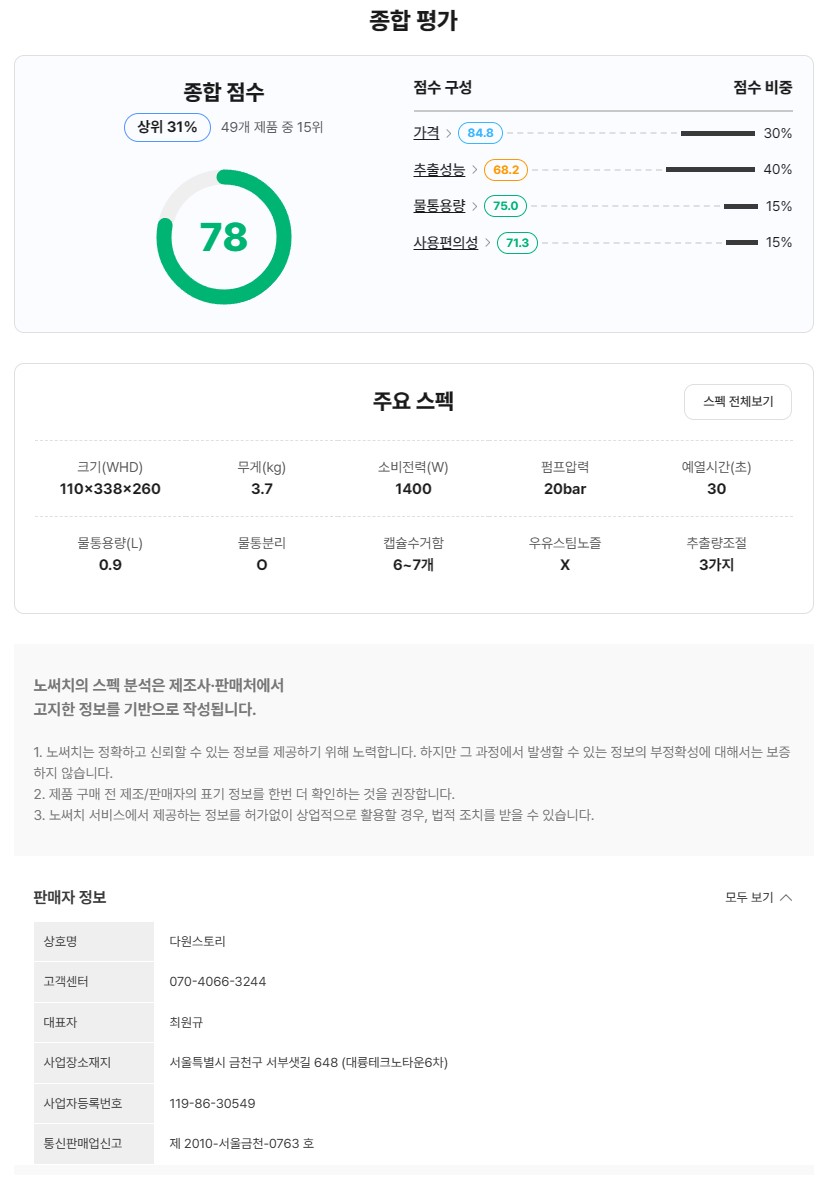 종합 평가
종합 점수
상위 31% 49개 제품 중 15위
78
점수 구성 점수 비중
가격 > 84.8 30%
추출성능 > 68.2 40%
물통용량 > 75.0 15%
사용편의성 > 71.3 15%
주요 스펙
스펙 전체보기
크기(WHD) 무게(kg) 소비전력(W) 펌프압력 예열시간(초)
110×338×260 3.7 1400 20bar 30
물통용량(L) 물통분리 캡슐수거함 우유스팀노즐 추출량조절
0.9 O 6~7개 X 3가지
노써치의 스펙 분석은 제조사·판매처에서
고지한 정보를 기반으로 작성됩니다.
1. 노써치는 정확하고 신뢰할 수 있는 정보를 제공하기 위해 노력합니다. 하지만 그 과정에서 발생할 수 있는 정보의 부정확성에 대해서는 보증
하지 않습니다.
2. 제품 구매 전 제조/판매자의 표기 정보를 한번 더 확인하는 것을 권장합니다.
3. 노써치 서비스에서 제공하는 정보를 허가없이 상업적으로 활용할 경우, 법적 조치를 받을 수 있습니다.
판매자 정보 모두 보기
상호명 다원스토리
고객센터 070-4066-3244
대표자 최원규
사업장소재지 서울특별시 금천구 서부샛길 648 (대륭테크노타운6차)
사업자등록번호 119-86-30549
통신판매업신고 제 2010-서울금천-0763 호